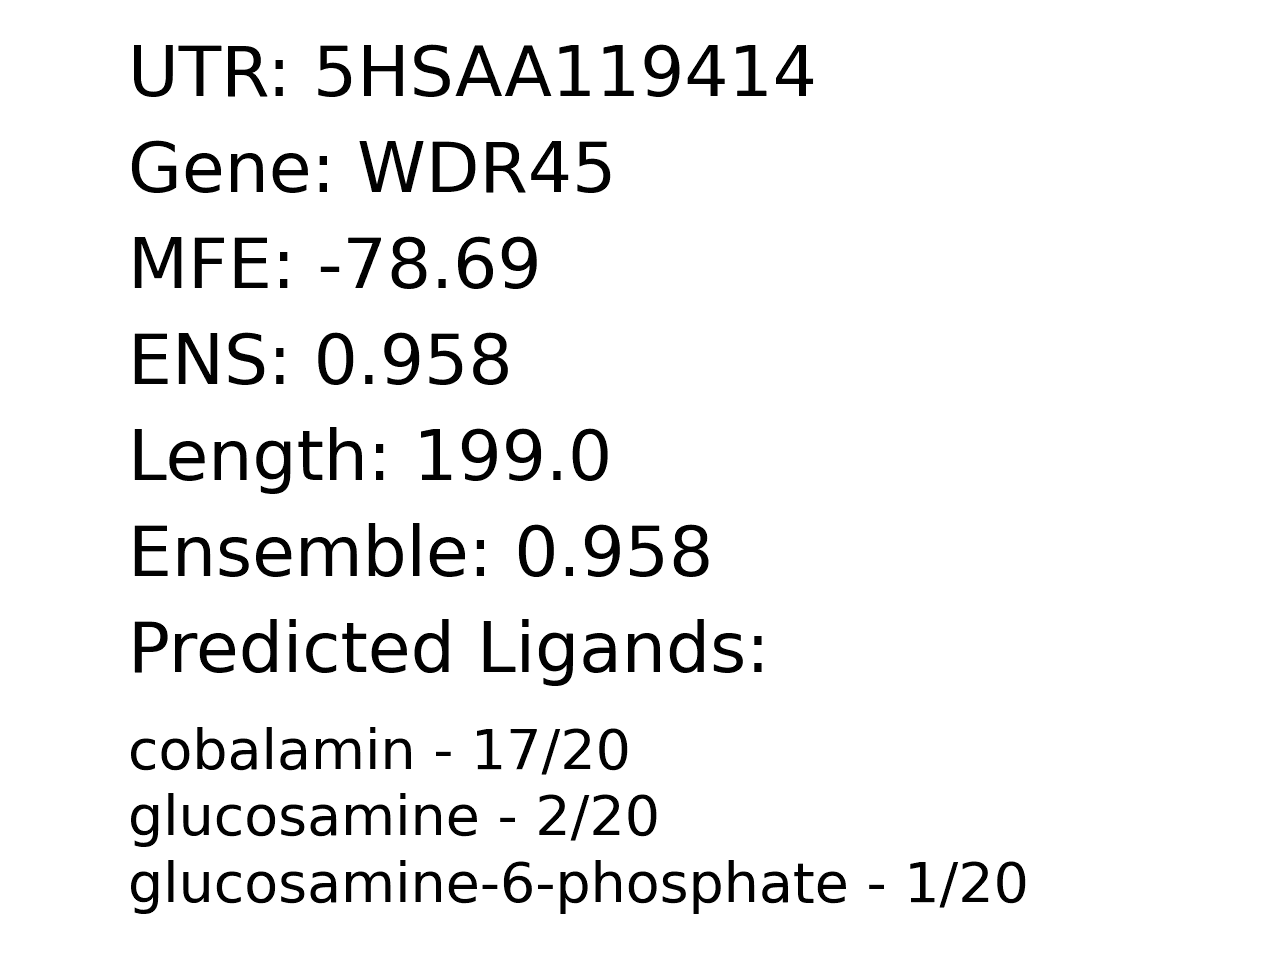 UTR: 5HSAA119414
Gene: WDR45
MFE: -78.69
ENS: 0.958
Length: 199.0
Ensemble: 0.958
Predicted Ligands:
cobalamin - 17/20
glucosamine - 2/20
glucosamine-6-phosphate - 1/20